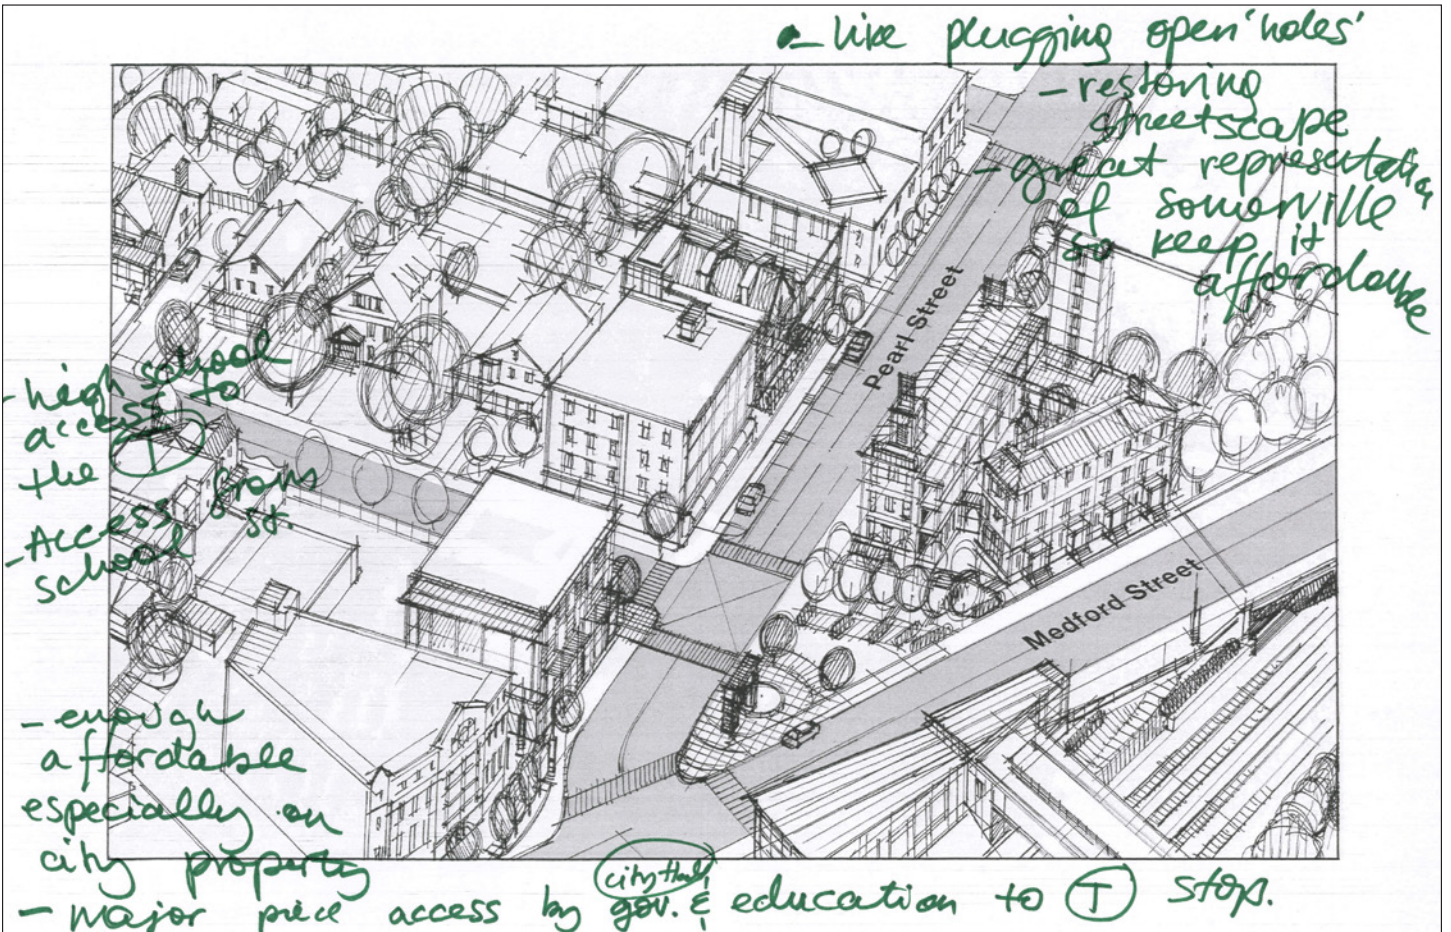 - like plugging open 'holes'
- restoring
streetscape
- great representation
of Somerville
so keep it
affordable
Pearl Street
- high school
access to
the T
- Access from
school st.
Medford Street
- enough
affordable
especially on
city property
- major piece access by gov. & education to T stop.
city hall